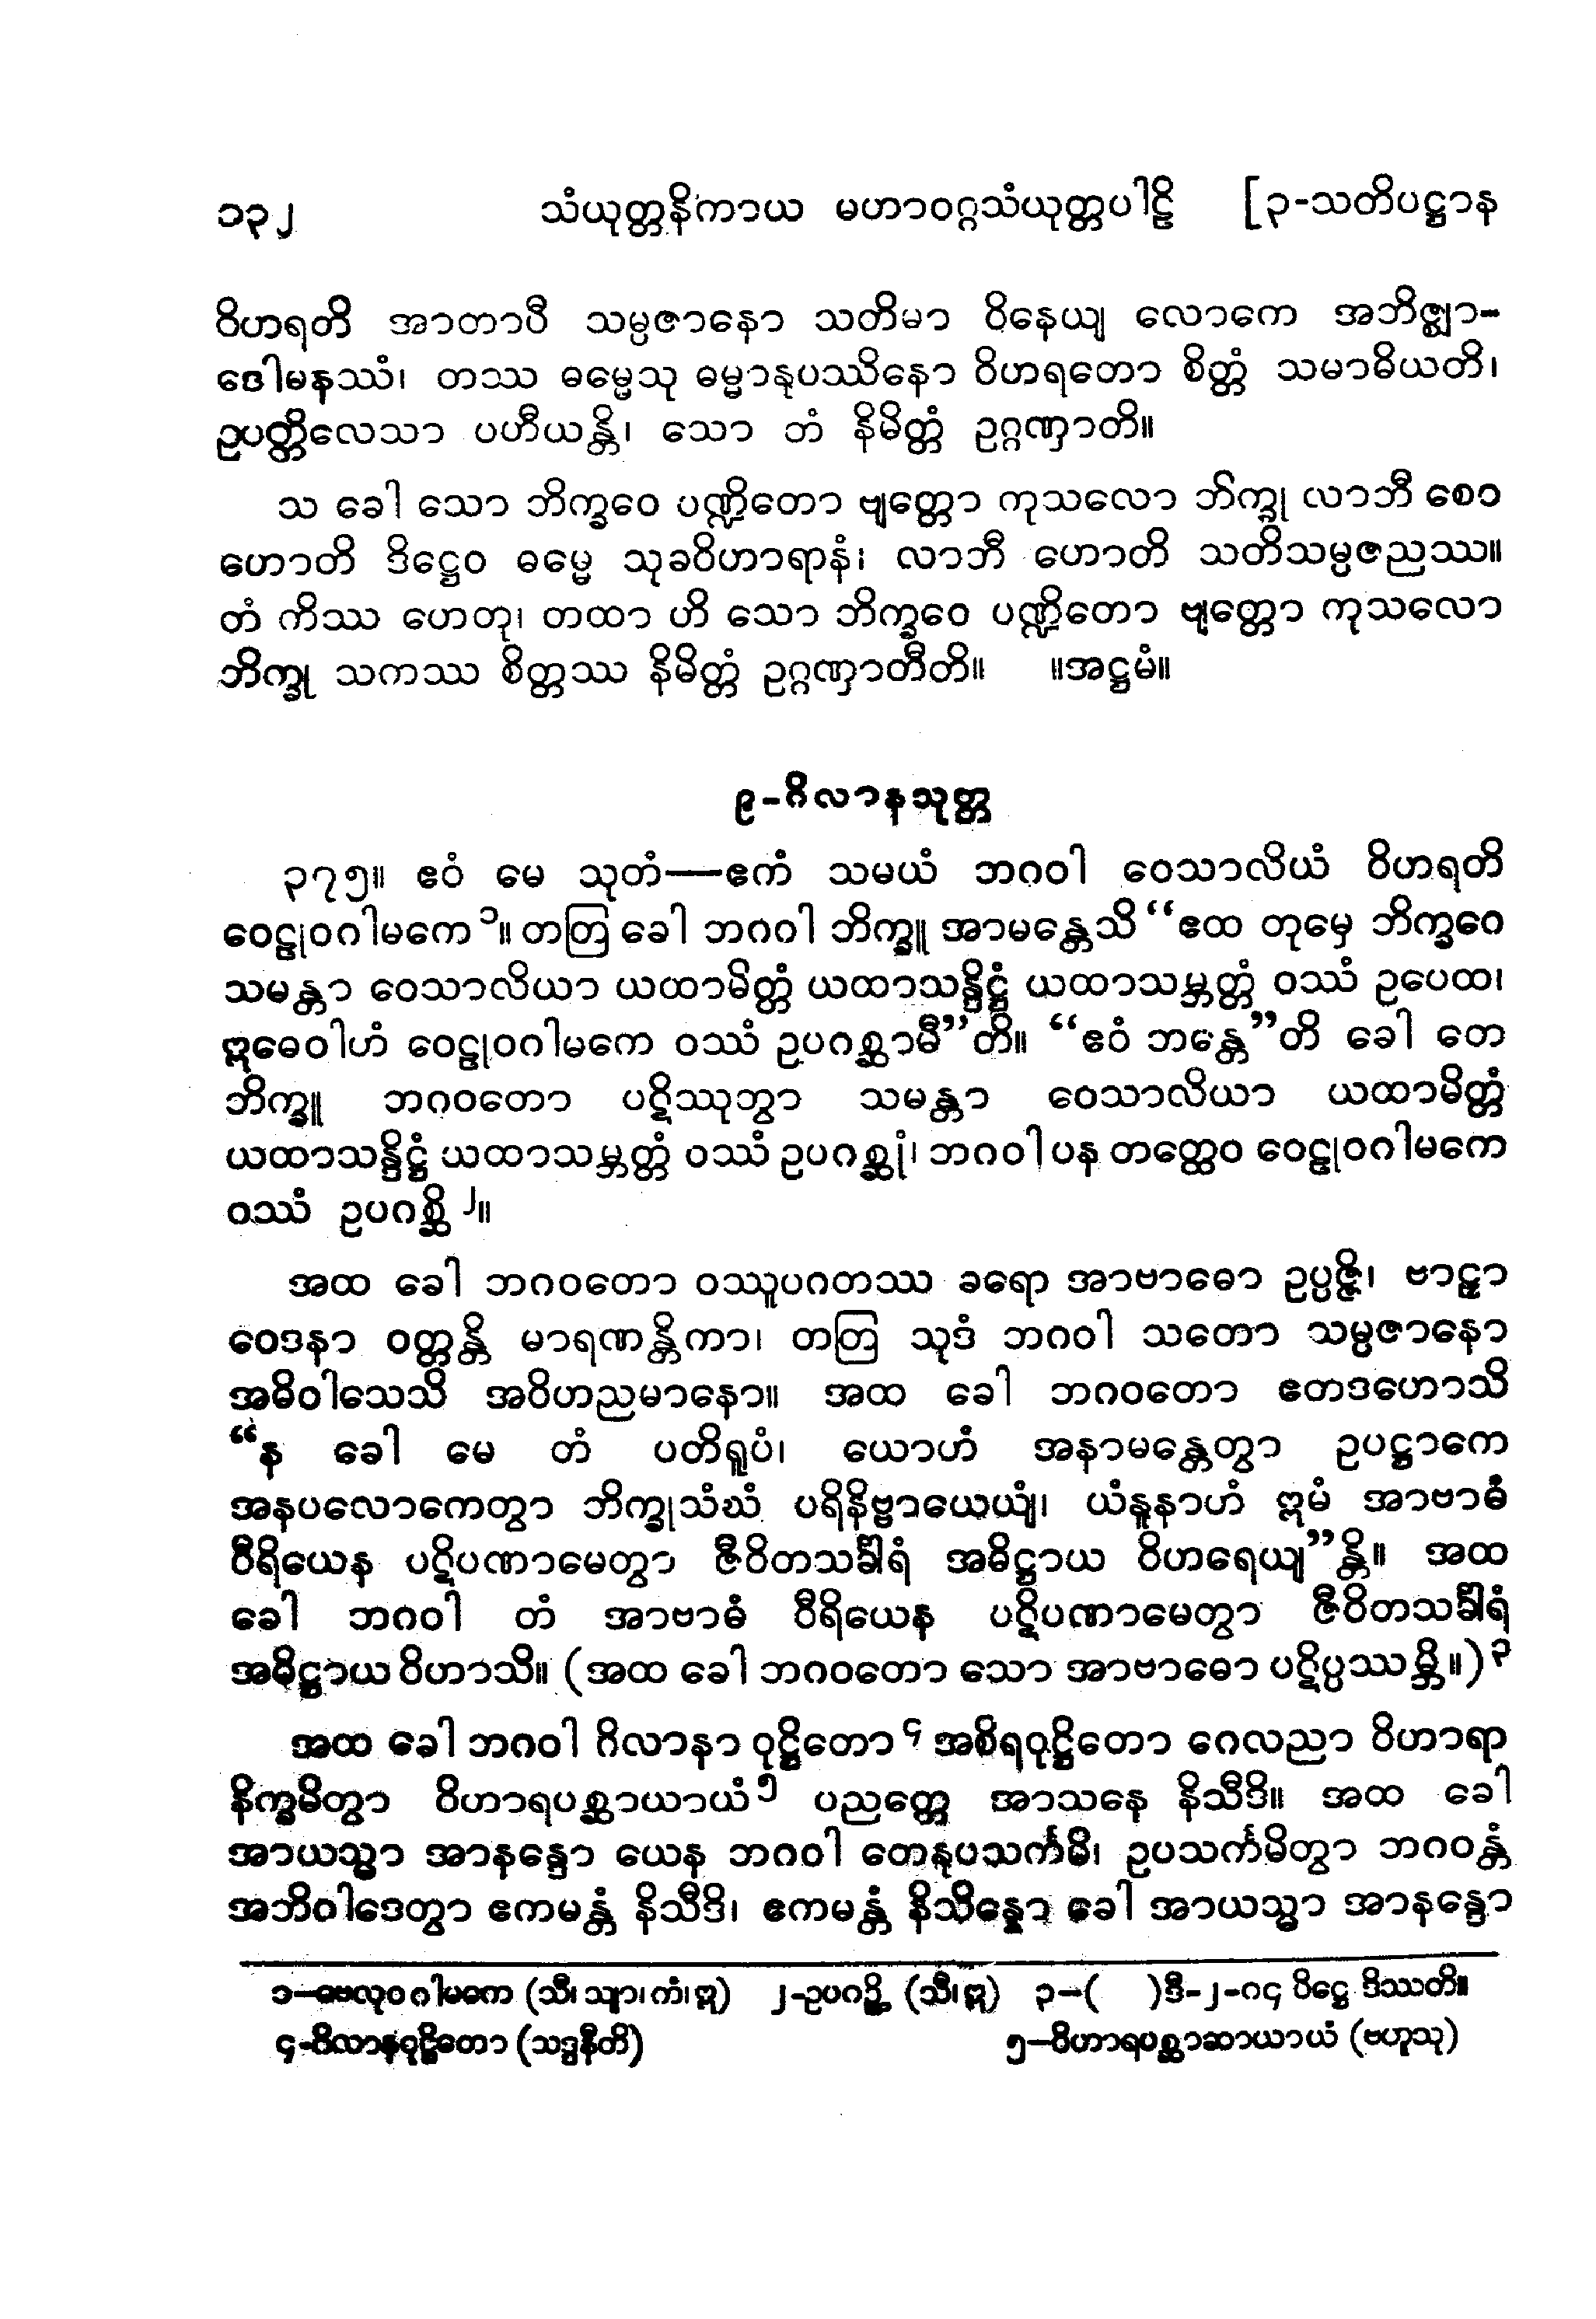 ၁၃၂ သံယုတ္တနိကာယ မဟာဝဂ္ဂသံယုတ္တပါဠိ [၃-သတိပဋ္ဌာန
ဝိဟရတိ အာတာပီ သမ္ပဇာနော သတိမာ ဝိနေယျ လောကေ အဘိဇ္ဈာ-
ဒေါမနဿံ၊ တဿ ဓမ္မေသု ဓမ္မာနုပဿိနော ဝိဟရတော စိတ္တံ သမာဓိယတိ၊
ဥပတ္တိလေသာ ပဟီယန္တိ၊ သော တံ နိမိတ္တံ ဥဂ္ဂဏှာတိ။
သ ခေါ သော ဘိက္ခဝေ ပဏ္ဍိတော ဗျတ္တော ကုသလော ဘိက္ခု လာဘီ စေဝ
ဟောတိ ဒိဋ္ဌေဝ ဓမ္မေ သုခဝိဟာရာနံ၊ လာဘီ ဟောတိ သတိသမ္ပဇညဿ။
တံ ကိဿ ဟေတု၊ တထာ ဟိ သော ဘိက္ခဝေ ပဏ္ဍိတော ဗျတ္တော ကုသလော
ဘိက္ခု သကဿ စိတ္တဿ နိမိတ္တံ ဥဂ္ဂဏှာတီတိ။ ။အဋ္ဌမံ။
၉-ဂိလာနသုတ္တ
၃၇၅။ ဧဝံ မေ သုတံ—ဧကံ သမယံ ဘဂဝါ ဝေသာလိယံ ဝိဟရတိ
ဝေဠုဝဂါမကေ၁။ တတြ ခေါ ဘဂဝါ ဘိက္ခူ အာမန္တေသိ “ဧထ တုမှေ ဘိက္ခဝေ
သမန္တာ ဝေသာလိယာ ယထာမိတ္တံ ယထာသန္ဒိဋ္ဌံ ယထာသမ္ဘတ္တံ ဝဿံ ဥပေထ၊
ဣဓေဝါဟံ ဝေဠုဝဂါမကေ ဝဿံ ဥပဂစ္ဆာမီ”တိ။ “ဧဝံ ဘန္တေ”တိ ခေါ တေ
ဘိက္ခူ ဘဂဝတော ပဋိဿုတွာ သမန္တာ ဝေသာလိယာ ယထာမိတ္တံ
ယထာသန္ဒိဋ္ဌံ ယထာသမ္ဘတ္တံ ဝဿံ ဥပဂစ္ဆုံ၊ ဘဂဝါ ပန တတ္ထေဝ ဝေဠုဝဂါမကေ
ဝဿံ ဥပဂစ္ဆိ၂။
အထ ခေါ ဘဂဝတော ဝဿူပဂတဿ ခရော အာဗာဓော ဥပ္ပဇ္ဇိ၊ ဗာဠှာ
ဝေဒနာ ဝတ္တန္တိ မာရဏန္တိကာ၊ တတြ သုဒံ ဘဂဝါ သတော သမ္ပဇာနော
အဓိဝါသေသိ အဝိဟညမာနော။ အထ ခေါ ဘဂဝတော ဧတဒဟောသိ
“န ခေါ မေ တံ ပတိရူပံ၊ ယောဟံ အနာမန္တေတွာ ဥပဋ္ဌာကေ
အနပလောကေတွာ ဘိက္ခုသံဃံ ပရိနိဗ္ဗာယေယျံ၊ ယံနူနာဟံ ဣမံ အာဗာဓံ
ဝီရိယေန ပဋိပဏာမေတွာ ဇီဝိတသင်္ခါရံ အဓိဋ္ဌာယ ဝိဟရေယျ”န္တိ။ အထ
ခေါ ဘဂဝါ တံ အာဗာဓံ ဝီရိယေန ပဋိပဏာမေတွာ ဇီဝိတသင်္ခါရံ
အဓိဋ္ဌာယ ဝိဟာသိ။ (အထ ခေါ ဘဂဝတော သော အာဗာဓော ပဋိပ္ပဿမ္ဘိ။)၃
အထ ခေါ ဘဂဝါ ဂိလာနာ ဝုဋ္ဌိတော၄ အစိရဝုဋ္ဌိတော ဂေလညာ ဝိဟာရာ
နိက္ခမိတွာ ဝိဟာရပစ္ဆာယာယံ၅ ပညတ္တေ အာသနေ နိသီဒိ။ အထ ခေါ
အာယသ္မာ အာနန္ဒော ယေန ဘဂဝါ တေနုပသင်္ကမိ၊ ဥပသင်္ကမိတွာ ဘဂဝန္တံ
အဘိဝါဒေတွာ ဧကမန္တံ နိသီဒိ၊ ဧကမန္တံ နိသိန္နော ခေါ အာယသ္မာ အာနန္ဒော
၁—ဗေလုဝဂါမကေ (သီ၊ သျာ၊ ကံ၊ ဣ) ၂-ဥပဂဉ္ဆိ (သီ၊ ဣ) ၃—( )ဒီ-၂-၈၄ ပိဋ္ဌေ ဒိဿတိ။
၄-ဂိလာနဝုဋ္ဌိတော (သဒ္ဒနီတိ) ၅—ဝိဟာရပစ္ဆာဆာယာယံ (ဗဟူသု)